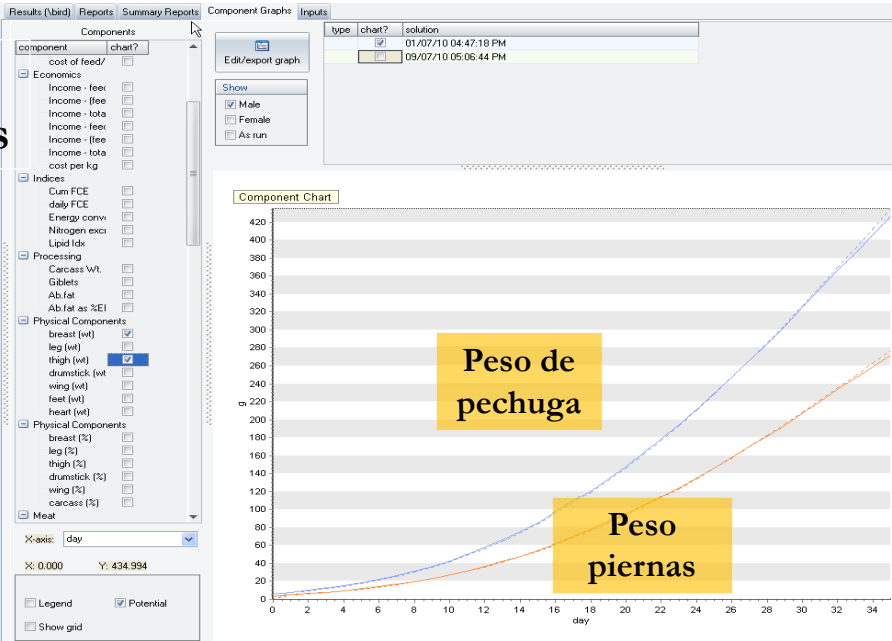 Results (\bird) Reports Summary Reports Component Graphs Inputs
Components
component chart?
cost of feed/
Economics
Income - feec
Income - (fee
Income - tota
Income - feec
Income - (fee
Income - tota
cost per kg
Indices
Cum FCE
daily FCE
Energy conve
Nitrogen excr
Lipid Idx
Processing
Carcass Wt.
Giblets
Ab.fat
Ab.fat as %El
Physical Components
breast (wt)
leg (wt)
thigh (wt)
drumstick (wt
wing (wt)
feet (wt)
heart (wt)
Physical Components
breast (%)
leg (%)
thigh (%)
drumstick (%)
wing (%)
carcass (%)
Meat
X-axis: day
X: 0.000 Y: 434.994
Legend Potential
Show grid
s
Edit/export graph
Show
Male
Female
As run
type chart? solution
01/07/10 04:47:18 PM
09/07/10 05:06:44 PM
Component Chart
420
400
380
360
340
320
300
280
260
240
220
200
180
160
140
120
100
80
60
40
20
0
g
Peso de
pechuga
Peso
piernas
0 2 4 6 8 10 12 14 16 18 20 22 24 26 28 30 32 34
day